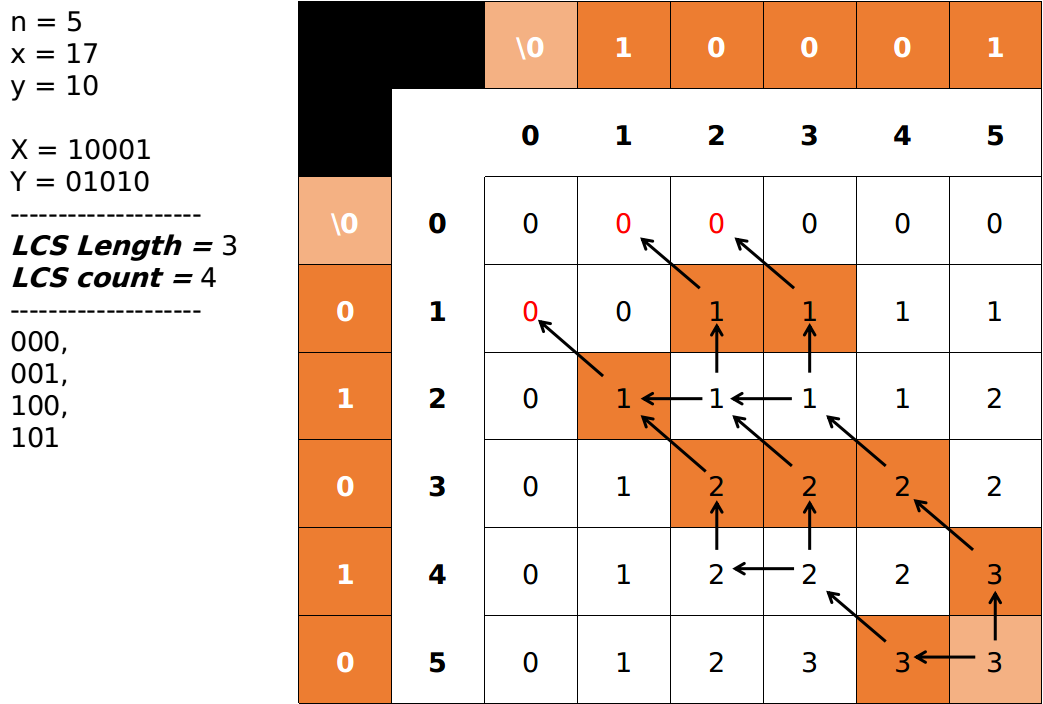 n = 5
x = 17
y = 10
X = 10001
Y = 01010
--------------------
LCS Length = 3
LCS count = 4
--------------------
000,
001,
100,
101
\0 1 0 0 0 1
0 1 2 3 4 5
\0 0 0 0 0 0 0 0
0 1 0 0 1 1 1 1
1 2 0 1 1 1 1 2
0 3 0 1 2 2 2 2
1 4 0 1 2 2 2 3
0 5 0 1 2 3 3 3